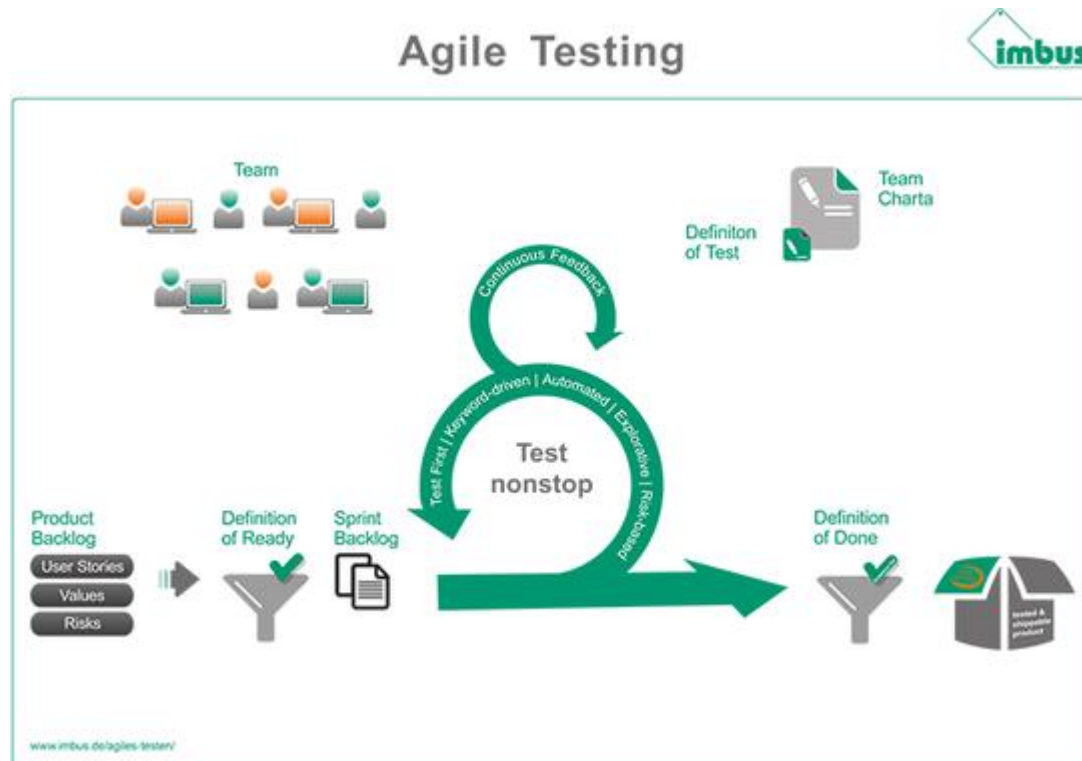 Agile Testing
imbus
Team
Team
Charta
Definiton
of Test
Continuous Feedback
Test First | Keyword-driven | Automated | Explorative | Risk-based
Test
nonstop
Product
Backlog
User Stories
Values
Risks
Definition
of Ready
Sprint
Backlog
Definition
of Done
tested &
shippable
product
www.imbus.de/agiles-testen/